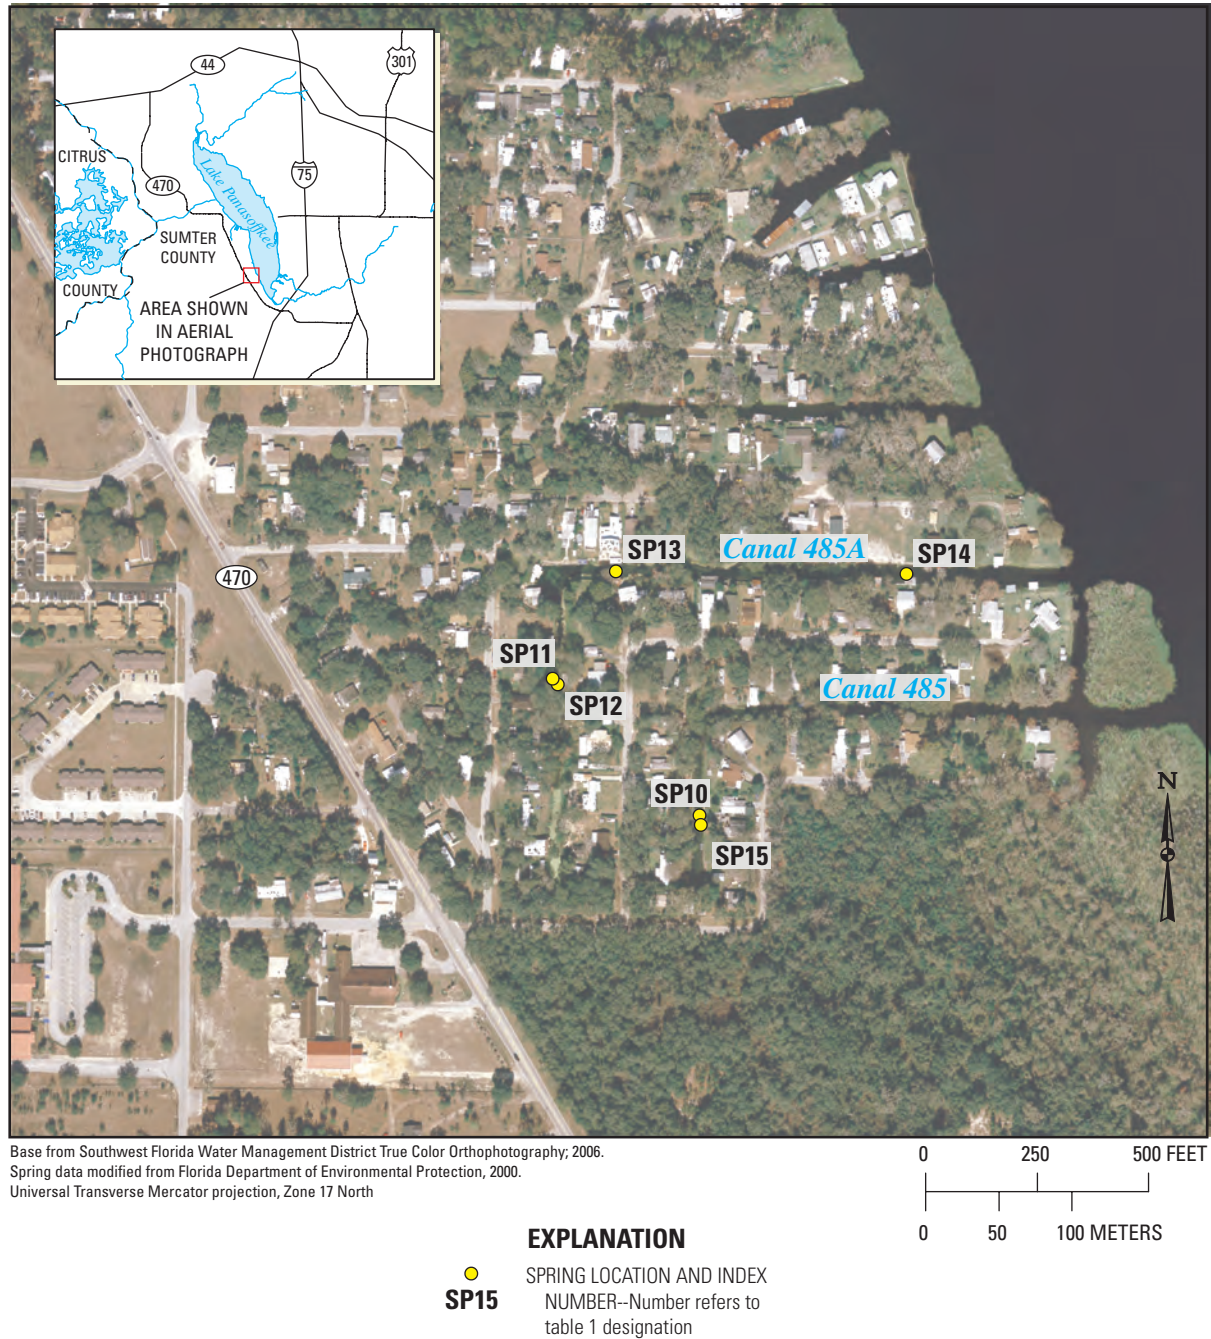 44
301
CITRUS
470
Lake Panasoffkee
75
SUMTER
COUNTY
COUNTY
AREA SHOWN
IN AERIAL
PHOTOGRAPH
SP13
Canal 485A
SP14
470
SP11
SP12
Canal 485
SP10
SP15
N
Base from Southwest Florida Water Management District True Color Orthophotography; 2006.
Spring data modified from Florida Department of Environmental Protection, 2000.
Universal Transverse Mercator projection, Zone 17 North
0 250 500 FEET
0 50 100 METERS
EXPLANATION
SPRING LOCATION AND INDEX
SP15 NUMBER--Number refers to
table 1 designation